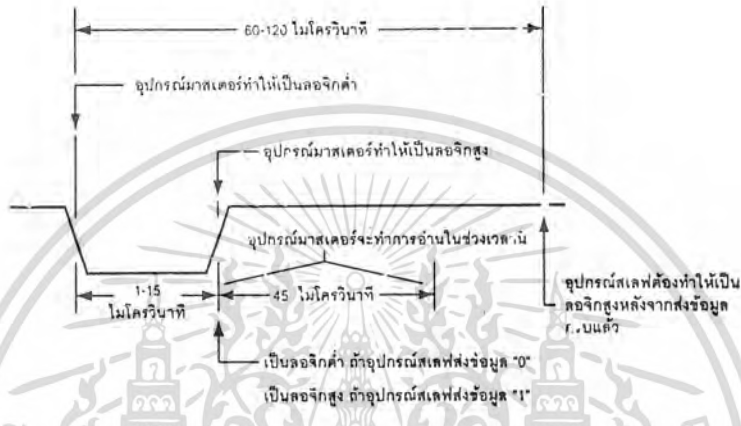 60-120 ไมโครวินาที
อุปกรณ์มาสเตอร์ทำให้เป็นลอจิกต่ำ
อุปกรณ์มาสเตอร์ทำให้เป็นลอจิกสูง
อุปกรณ์มาสเตอร์จะทำการอ่านในช่วงเวลานี้
1-15
ไมโครวินาที
45 ไมโครวินาที
อุปกรณ์สเลฟต้องทำให้เป็น
ลอจิกสูงหลังจากส่งข้อมูล
เป็นลอจิกต่ำ ถ้าอุปกรณ์สเลฟส่งข้อมูล "0"
เป็นลอจิกสูง ถ้าอุปกรณ์สเลฟส่งข้อมูล "1"